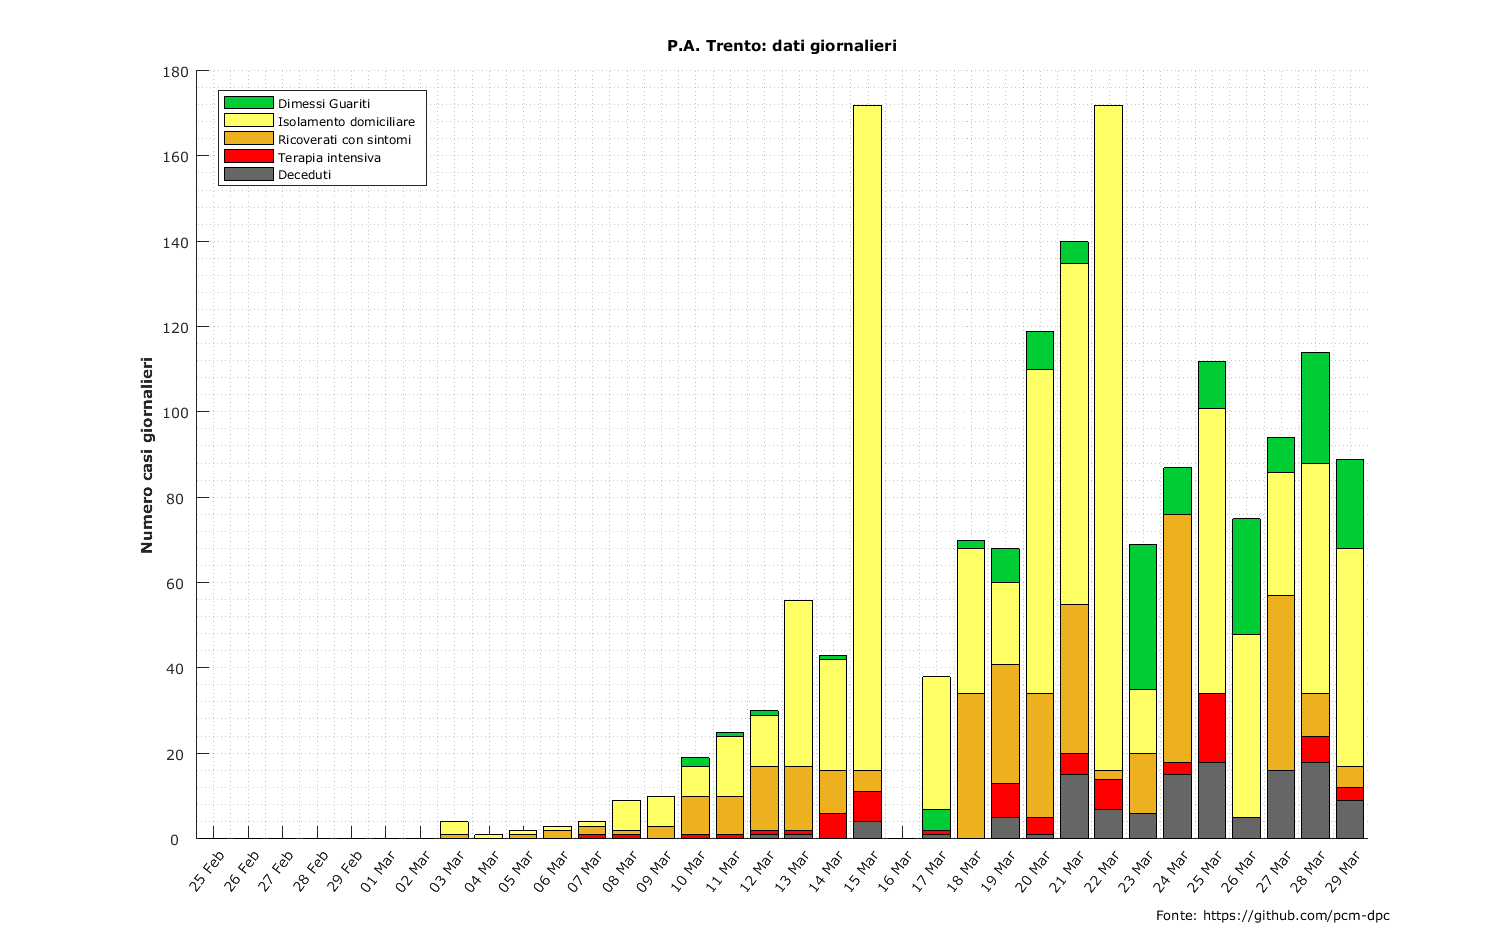 P.A. Trento: dati giornalieri
180
160
140
120
100
80
60
40
20
0
Numero casi giornalieri
Dimessi Guariti
Isolamento domiciliare
Ricoverati con sintomi
Terapia intensiva
Deceduti
25 Feb
26 Feb
27 Feb
28 Feb
29 Feb
01 Mar
02 Mar
03 Mar
04 Mar
05 Mar
06 Mar
07 Mar
08 Mar
09 Mar
10 Mar
11 Mar
12 Mar
13 Mar
14 Mar
15 Mar
16 Mar
17 Mar
18 Mar
19 Mar
20 Mar
21 Mar
22 Mar
23 Mar
24 Mar
25 Mar
26 Mar
27 Mar
28 Mar
29 Mar
Fonte: https://github.com/pcm-dpc